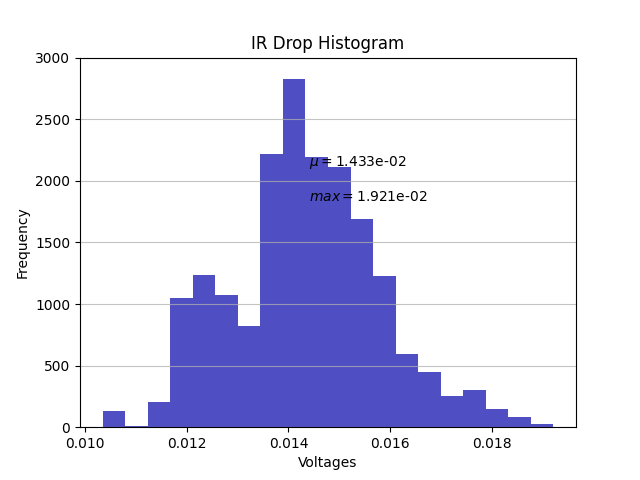 IR Drop Histogram
3000
2500
2000
1500
1000
500
0
Frequency
μ = 1.433e-02
max = 1.921e-02
0.010 0.012 0.014 0.016 0.018
Voltages